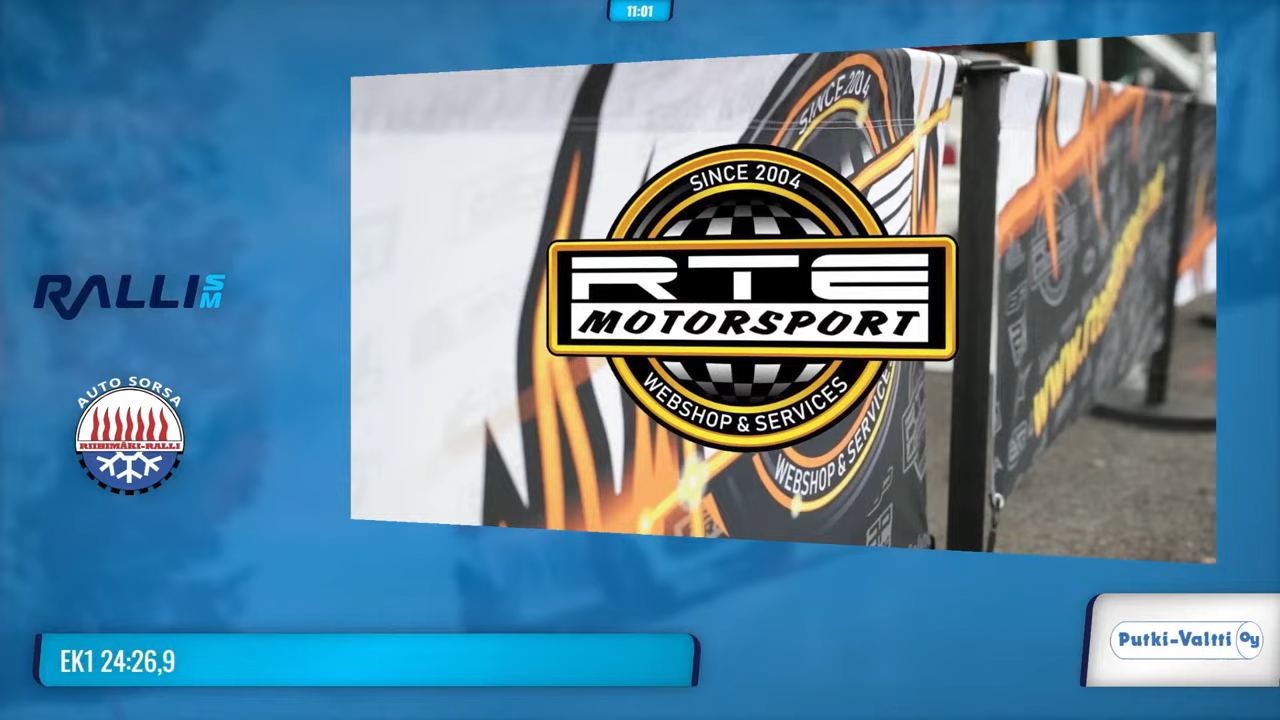 11:01
SINCE 2004
SINCE 2004
RTE
MOTORSPORT
WEBSHOP & SERVICES
WEBSHOP & SERVICES
RALLI SM
AUTO SORSA
RIIHIMÄKI-RALLI
EK1 24:26,9
Putki-Valtti Oy